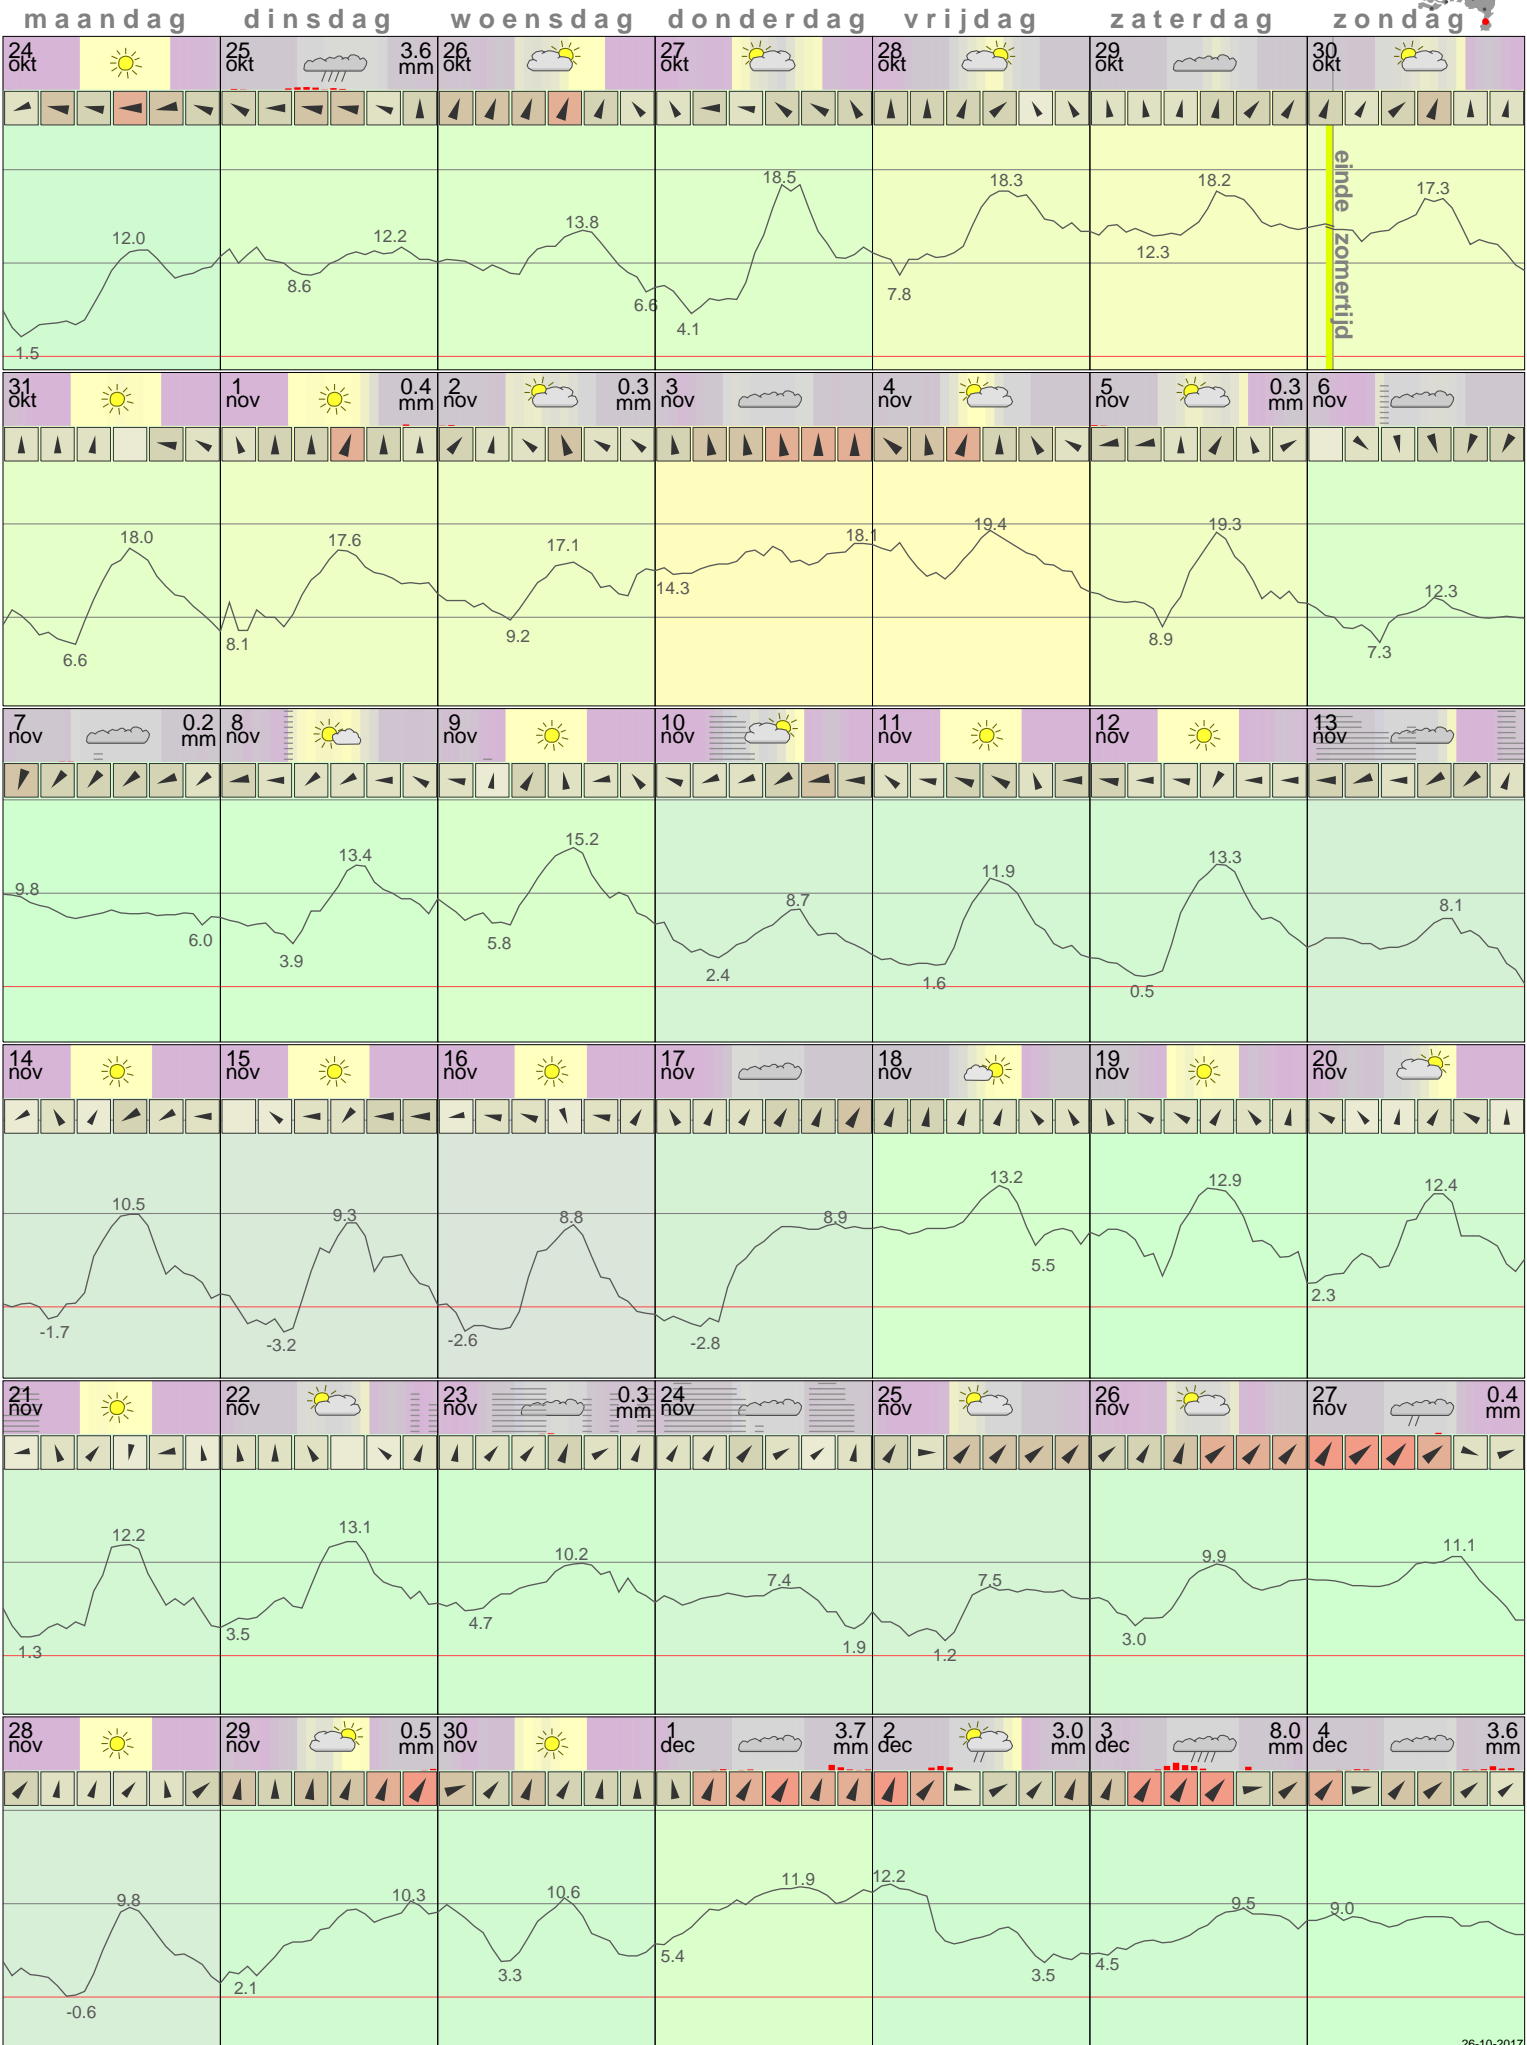 maandag dinsdag woensdag donderdag vrijdag zaterdag zondag
24 25 3.6 26 27 28 29 30
okt okt mm okt okt okt okt okt
einde zomertijd
18.5 18.3 18.2 17.3
12.0 12.2 13.8
8.6 12.3
1.5 6.6 4.1 7.8
31 1 0.4 2 0.3 3 4 5 0.3 6
okt nov mm nov mm nov nov nov mm nov
18.0 17.6 17.1 18.1 19.4 19.3
14.3 12.3
6.6 8.1 9.2 8.9 7.3
7 0.2 8 9 10 11 12 13
nov mm nov nov nov nov nov nov
9.8 13.4 15.2 8.7 11.9 13.3 8.1
6.0 3.9 5.8 2.4 1.6 0.5
14 15 16 17 18 19 20
nov nov nov nov nov nov nov
10.5 9.3 8.8 8.9 13.2 12.9 12.4
-1.7 -3.2 -2.6 -2.8 5.5 2.3
21 22 23 0.3 24 25 26 27 0.4
nov nov nov mm nov nov nov nov mm
12.2 13.1 10.2 7.4 7.5 9.9 11.1
1.3 3.5 4.7 1.9 1.2 3.0
28 29 0.5 30 1 3.7 2 3.0 3 8.0 4 3.6
nov nov mm nov dec mm dec mm dec mm dec mm
9.8 10.3 10.6 11.9 12.2 9.5 9.0
-0.6 2.1 3.3 5.4 3.5 4.5
26-10-2017